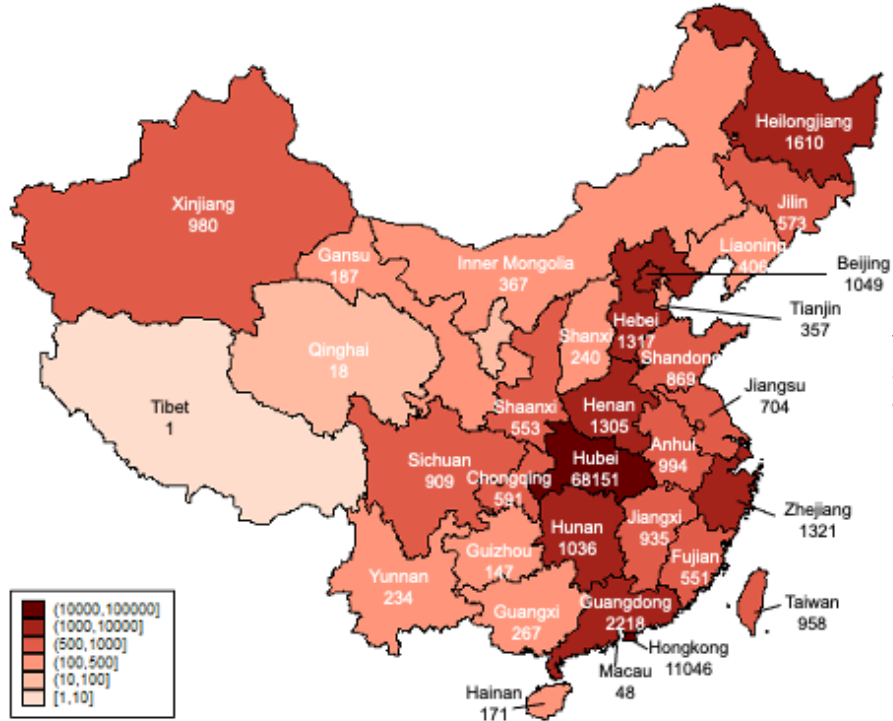 Heilongjiang
1610
Xinjiang
980
Jilin
573
Gansu
187
Inner Mongolia
367
Liaoning
406
Beijing
1049
Tianjin
357
Hebei
1317
Shanxi
240
Shandong
869
Qinghai
18
Jiangsu
704
Tibet
1
Shaanxi
553
Henan
1305
Anhui
994
Sichuan
909
Chongqing
591
Hubei
68151
Zhejiang
1321
Hunan
1036
Jiangxi
935
Guizhou
147
Fujian
551
Yunnan
234
Guangxi
267
Guangdong
2218
Taiwan
958
Hongkong
11046
Macau
48
Hainan
171
(10000,100000]
(1000,10000]
(500,1000]
(100,500]
(10,100]
[1,10]